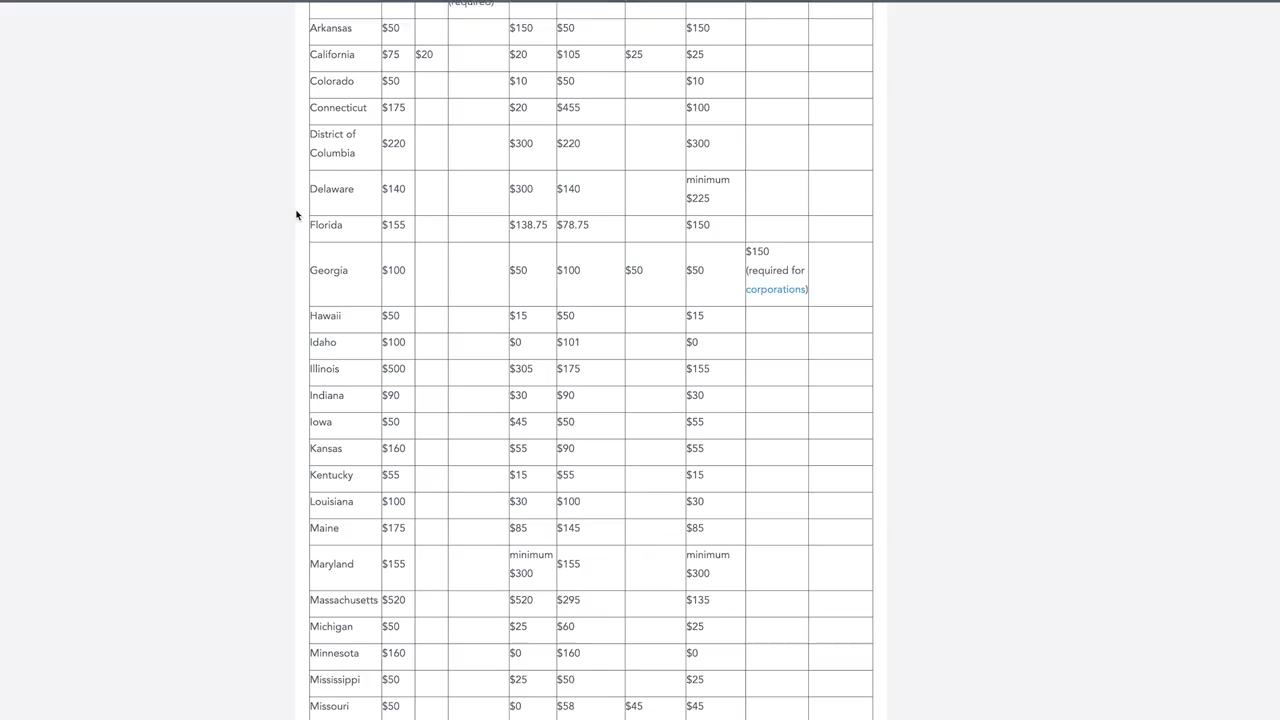 (required)
Arkansas $50 $150 $50 $150
California $75 $20 $20 $105 $25 $25
Colorado $50 $10 $50 $10
Connecticut $175 $20 $455 $100
District of
Columbia $220 $300 $220 $300
Delaware $140 $300 $140 minimum
$225
Florida $155 $138.75 $78.75 $150
Georgia $100 $50 $100 $50 $50 $150
(required for
corporations)
Hawaii $50 $15 $50 $15
Idaho $100 $0 $101 $0
Illinois $500 $305 $175 $155
Indiana $90 $30 $90 $30
Iowa $50 $45 $50 $55
Kansas $160 $55 $90 $55
Kentucky $55 $15 $55 $15
Louisiana $100 $30 $100 $30
Maine $175 $85 $145 $85
Maryland $155 minimum
$300 $155 minimum
$300
Massachusetts $520 $520 $295 $135
Michigan $50 $25 $60 $25
Minnesota $160 $0 $160 $0
Mississippi $50 $25 $50 $25
Missouri $50 $0 $58 $45 $45